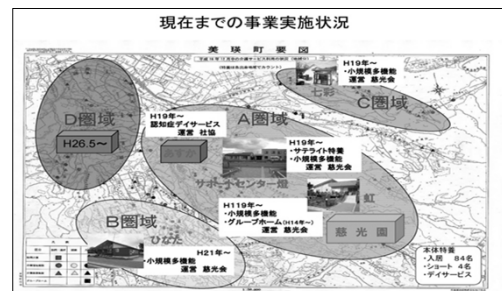 現在までの事業実施状況
美瑛町要図
H19年～
・小規模多機能
運営 慈光会
七彩
C圏域
D圏域
H26.5～
H19年～
認知症デイサービス
運営 社協
A圏域
H19年～
・サテライト特養
・小規模多機能
運営 慈光会
サポートセンター燈
虹
H119年～
・小規模多機能
・グループホーム(H14年～)
運営 慈光会
慈光園
B圏域
ひなた
H21年～
・小規模多機能
運営 慈光会
本体特養
・入居 84名
・ショート 4名
・デイサービス